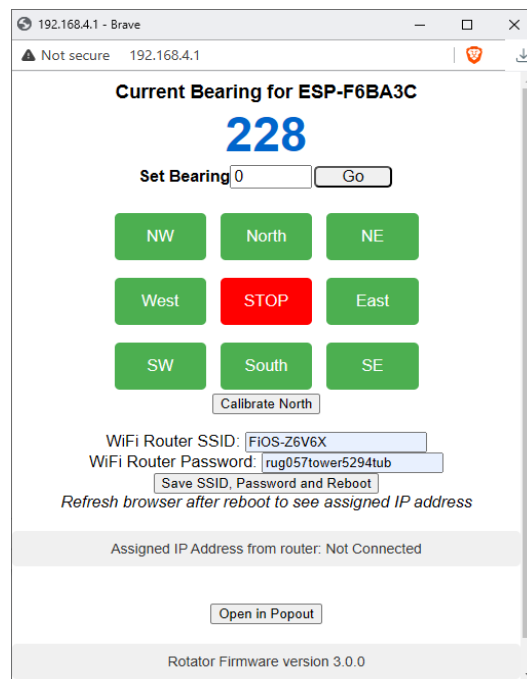 192.168.4.1 - Brave
Not secure 192.168.4.1
Current Bearing for ESP-F6BA3C
228
Set Bearing 0 Go
NW North NE
West STOP East
SW South SE
Calibrate North
WiFi Router SSID: FiOS-Z6V6X
WiFi Router Password: rug057tower5294tub
Save SSID, Password and Reboot
Refresh browser after reboot to see assigned IP address
Assigned IP Address from router: Not Connected
Open in Popout
Rotator Firmware version 3.0.0